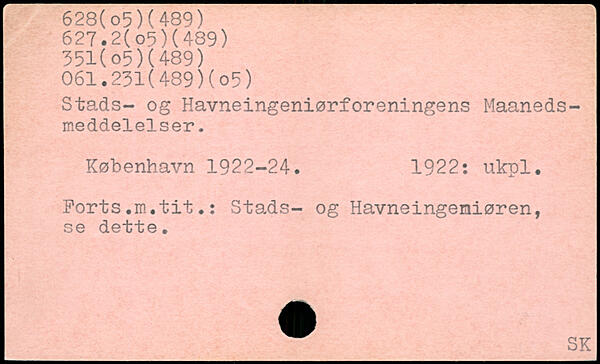 628(o5)(489)
627.2(o5)(489)
351(o5)(489)
061.231(489)(o5)
Stads- og Havneingeniørforeningens Maaneds-
meddelelser.
København 1922-24. 1922: ukpl.
Forts.m.tit.: Stads- og Havneingeniøren,
se dette.
SK